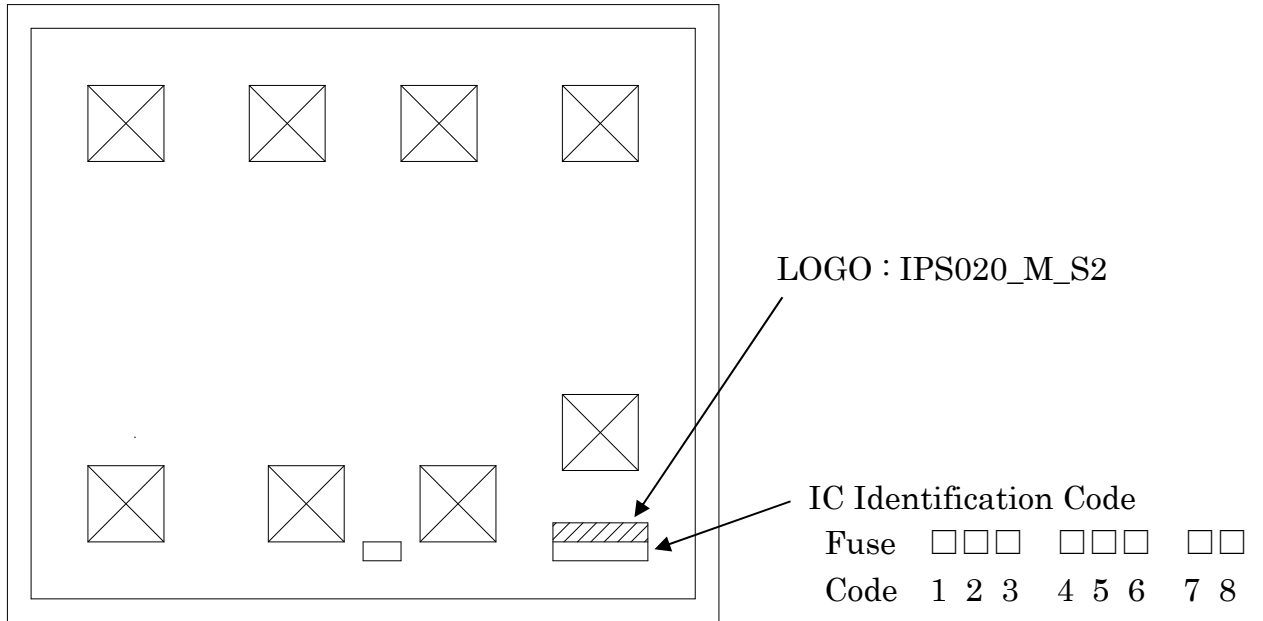 LOGO : IPS020_M_S2
IC Identification Code
Fuse □□□ □□□ □□
Code 1 2 3 4 5 6 7 8